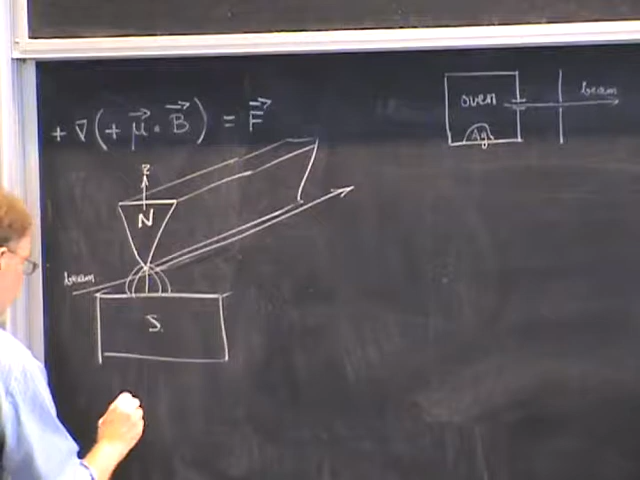 + ∇(+ μ⃗ · B⃗) = F⃗
oven
beam
Ag
z
N
beam
S